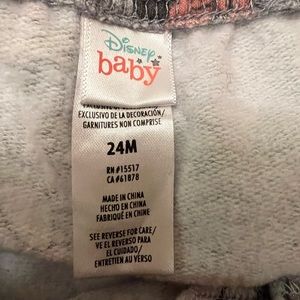 Disney
baby
EXCLUSIVO DE LA DECORACIÓN/
GARNITURES NON COMPRISE
24M
RN#15517
CA#61878
MADE IN CHINA
HECHO EN CHINA
FABRIQUÉ EN CHINE
SEE REVERSE FOR CARE/
VE EL REVERSO PARA
EL CUIDADO/
ENTRETIEN AU VERSO